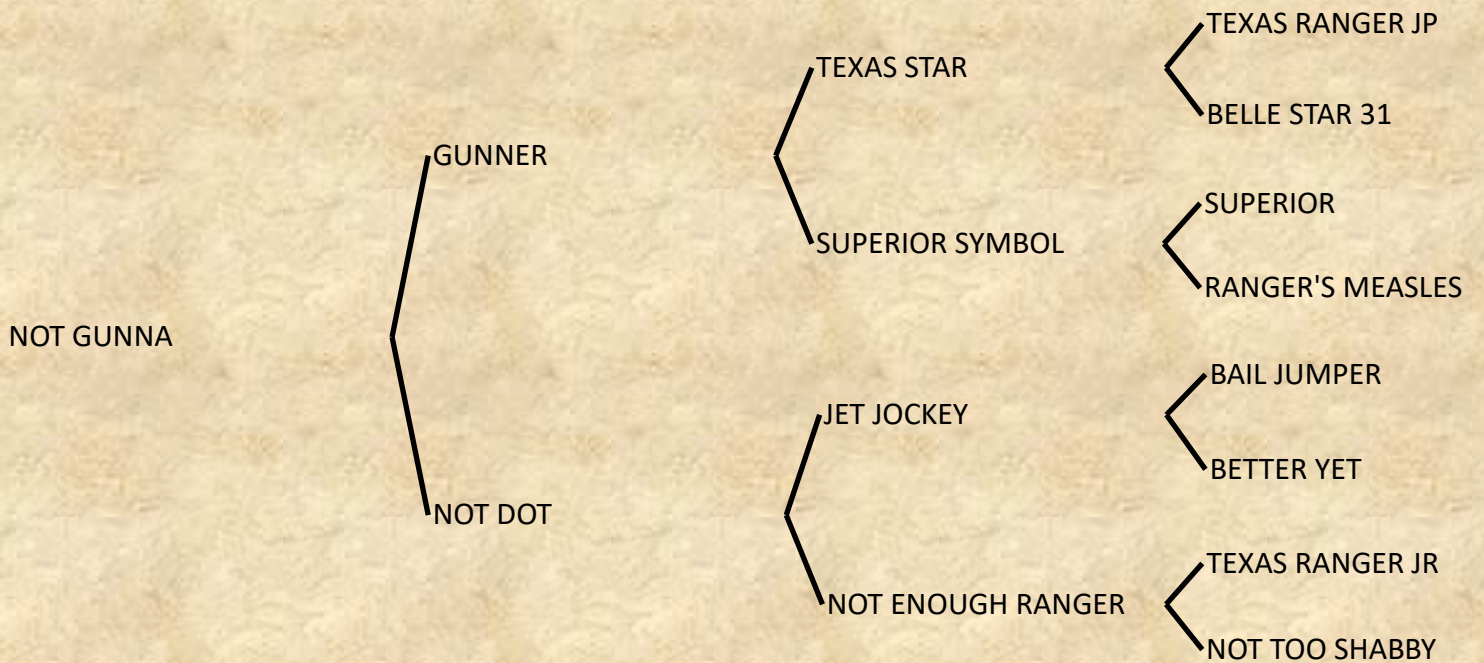 TEXAS RANGER JP
TEXAS STAR
BELLE STAR 31
GUNNER
SUPERIOR
SUPERIOR SYMBOL
RANGER'S MEASLES
NOT GUNNA
BAIL JUMPER
JET JOCKEY
BETTER YET
NOT DOT
TEXAS RANGER JR
NOT ENOUGH RANGER
NOT TOO SHABBY